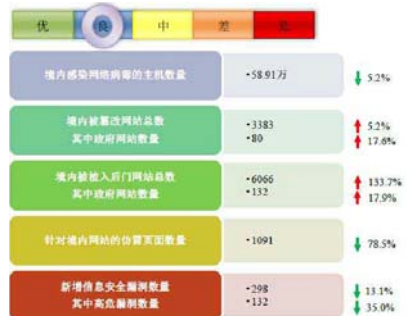 优 良 中 差 危
境内感染网络病毒的主机数量 •58.91万 5.2%
境内被篡改网站总数 •3383 5.2%
其中政府网站数量 •80 17.6%
境内被植入后门网站总数 •6066 133.7%
其中政府网站数量 •132 17.9%
针对境内网站的仿冒页面数量 •1091 78.5%
新增信息安全漏洞数量 •298 13.1%
其中高危漏洞数量 •132 35.0%